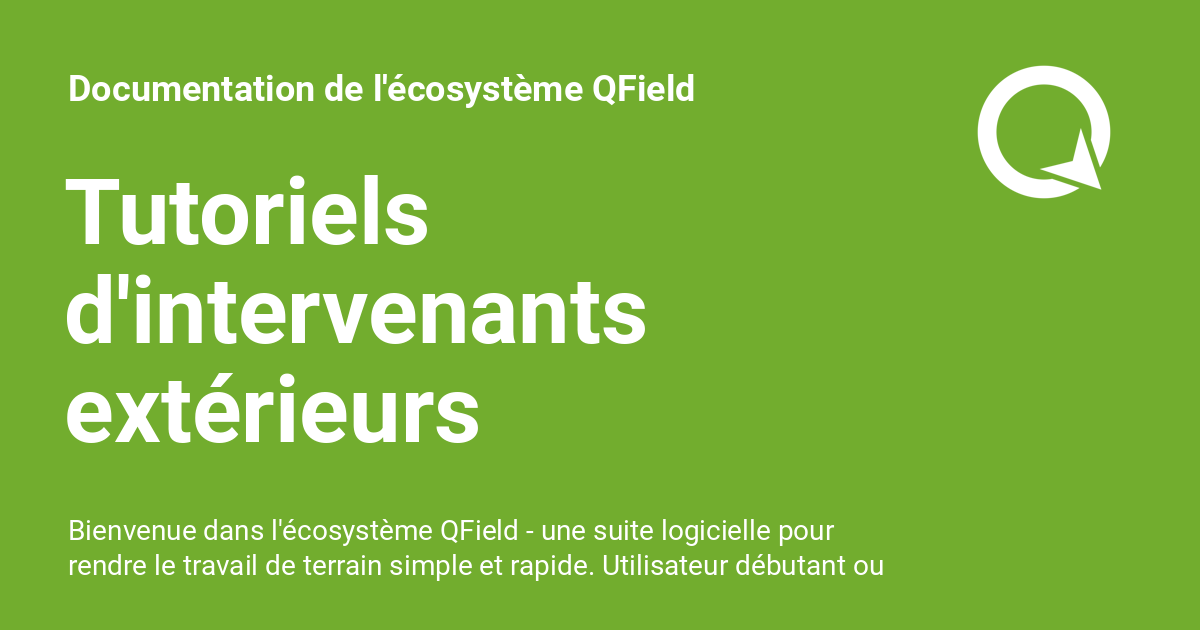 Documentation de l'écosystème QField
Tutoriels
d'intervenants
extérieurs
Bienvenue dans l'écosystème QField - une suite logicielle pour
rendre le travail de terrain simple et rapide. Utilisateur débutant ou